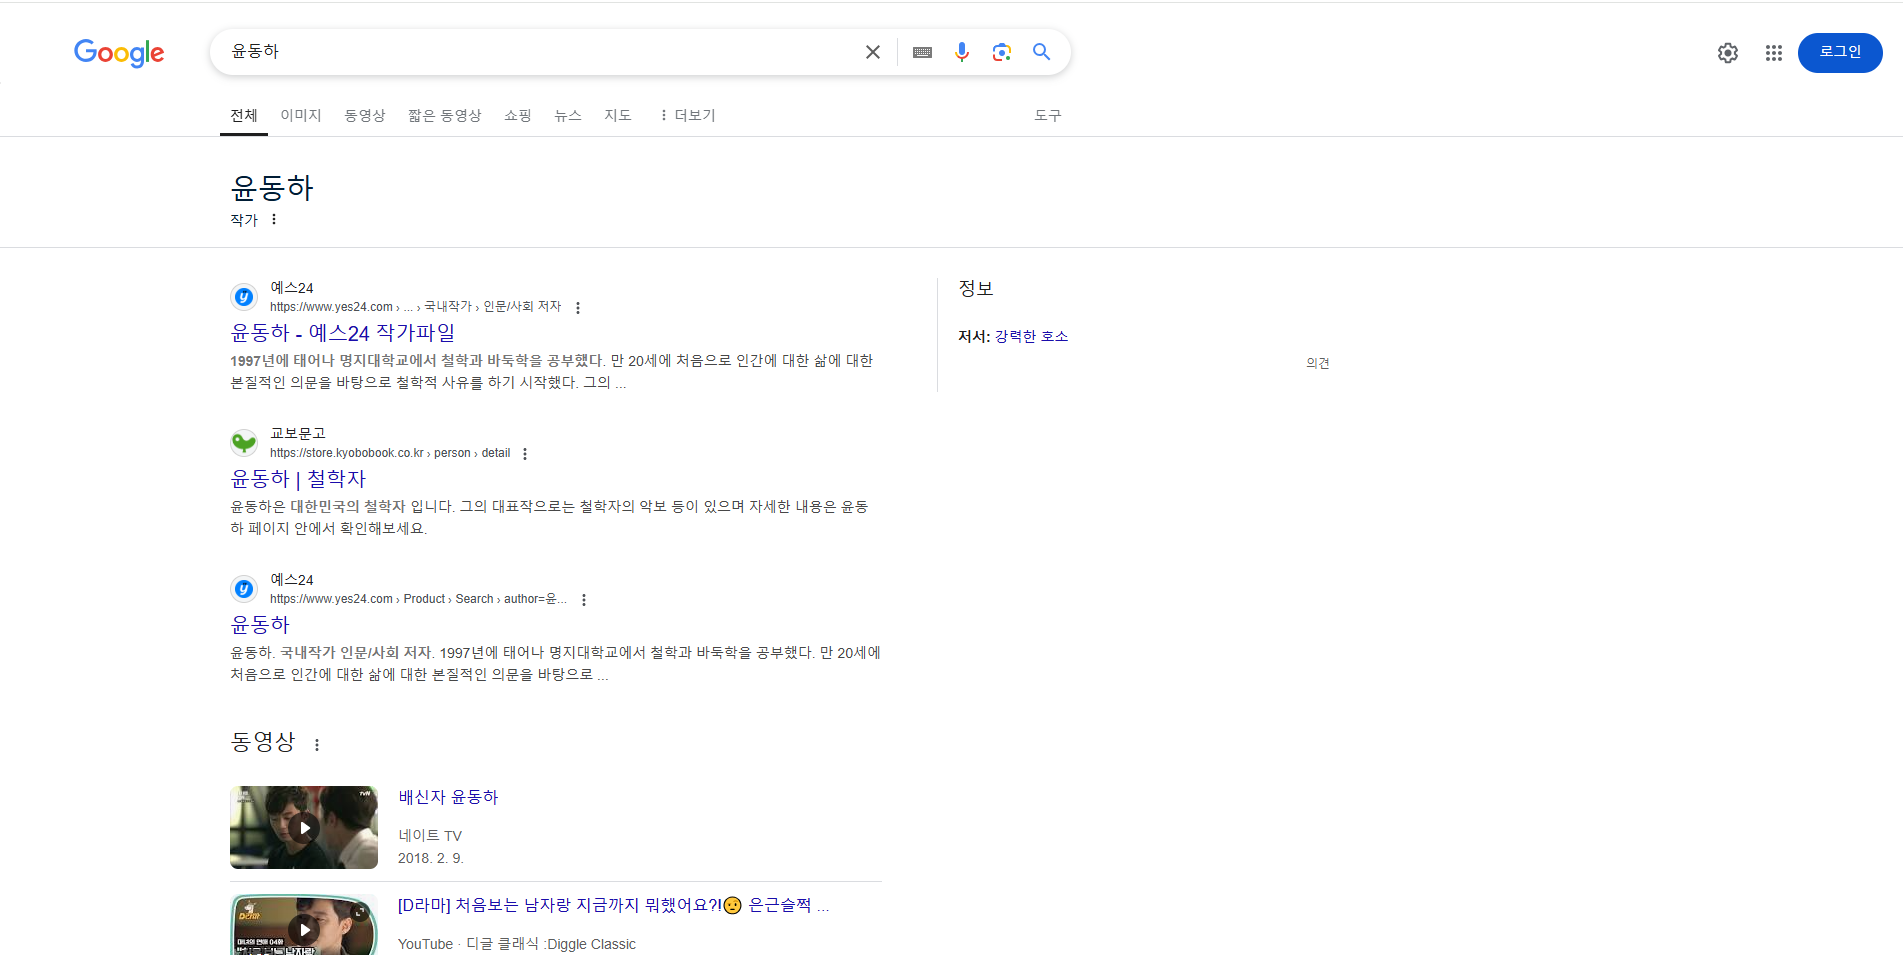 Google
윤동하
로그인
전체 이미지 동영상 짧은 동영상 쇼핑 뉴스 지도 더보기 도구
윤동하
작가
예스24
https://www.yes24.com › ... › 국내작가 › 인문/사회 저자
윤동하 - 예스24 작가파일
1997년에 태어나 명지대학교에서 철학과 바둑학을 공부했다. 만 20세에 처음으로 인간에 대한 삶에 대한
본질적인 의문을 바탕으로 철학적 사유를 하기 시작했다. 그의 ...
교보문고
https://store.kyobobook.co.kr › person › detail
윤동하 | 철학자
윤동하은 대한민국의 철학자 입니다. 그의 대표작으로는 철학자의 악보 등이 있으며 자세한 내용은 윤동
하 페이지 안에서 확인해보세요.
예스24
https://www.yes24.com › Product › Search › author=윤...
윤동하
윤동하. 국내작가 인문/사회 저자. 1997년에 태어나 명지대학교에서 철학과 바둑학을 공부했다. 만 20세에
처음으로 인간에 대한 삶에 대한 본질적인 의문을 바탕으로 ...
정보
저서: 강력한 호소
의견
동영상
tvN
배신자 윤동하
네이트 TV
2018. 2. 9.
D라마
마녀의 연애 04화
[D라마] 처음보는 남자랑 지금까지 뭐했어요?!🤨 은근슬쩍 ...
YouTube · 디글 클래식 :Diggle Classic